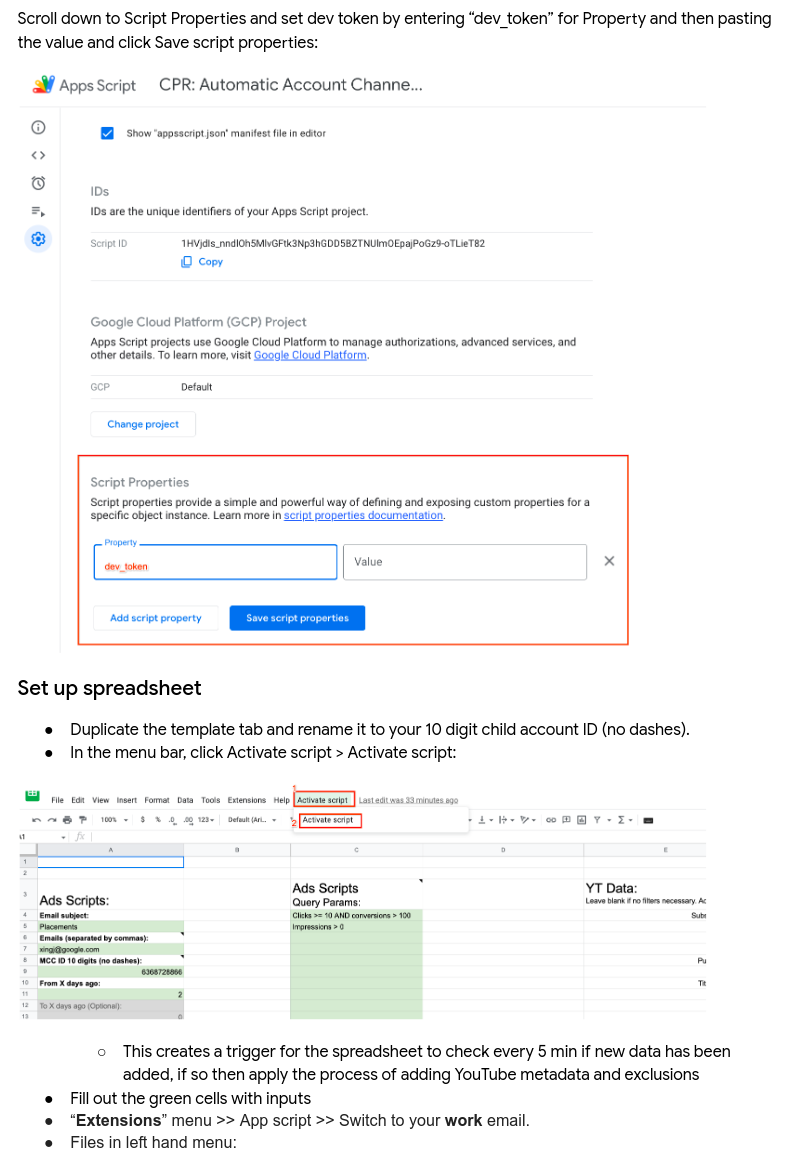 Scroll down to Script Properties and set dev token by entering “dev_token” for Property and then pasting
the value and click Save script properties:
Apps Script CPR: Automatic Account Channe...
Show "appsscript.json" manifest file in editor
IDs
IDs are the unique identifiers of your Apps Script project.
Script ID 1HVjdls_nndlOh5MlvGFtk3Np3hGDD5BZTNUlmOEpajPoGz9-oTLieT82
Copy
Google Cloud Platform (GCP) Project
Apps Script projects use Google Cloud Platform to manage authorizations, advanced services, and
other details. To learn more, visit Google Cloud Platform.
GCP Default
Change project
Script Properties
Script properties provide a simple and powerful way of defining and exposing custom properties for a
specific object instance. Learn more in script properties documentation.
Property
dev_token
Value
Add script property Save script properties
Set up spreadsheet
● Duplicate the template tab and rename it to your 10 digit child account ID (no dashes).
● In the menu bar, click Activate script > Activate script:
File Edit View Insert Format Data Tools Extensions Help Activate script Last edit was 33 minutes ago
100% $ % .0 .00 123 Default (Ari... 2 Activate script
A1 fx
A B C D E
1
2
3 Ads Scripts: Ads Scripts YT Data:
Query Params: Leave blank if no filters necessary. Ac
4 Email subject: Clicks >= 10 AND conversions > 100 Subs
5 Placements Impressions > 0
6 Emails (separated by commas):
7 xingj@google.com
8 MCC ID 10 digits (no dashes): Pu
9 6368728866
10 From X days ago: Tit
11 2
12 To X days ago (Optional):
13 0
○ This creates a trigger for the spreadsheet to check every 5 min if new data has been
added, if so then apply the process of adding YouTube metadata and exclusions
● Fill out the green cells with inputs
● “Extensions” menu >> App script >> Switch to your work email.
● Files in left hand menu: